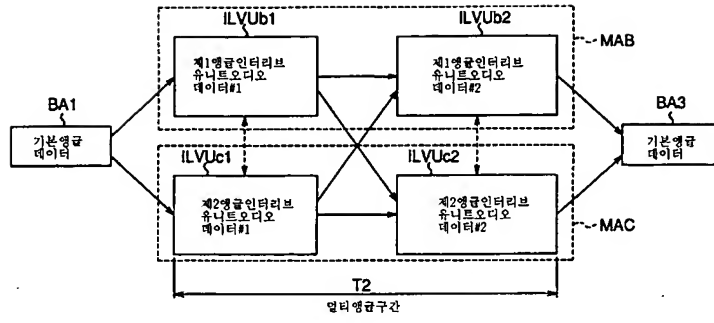 ILVUb1
ILVUb2
MAB
제1앵글인터리브
유니트오디오
데이터#1
제1앵글인터리브
유니트오디오
데이터#2
BA1
BA3
기본앵글
데이터
기본앵글
데이터
ILVUc1
ILVUc2
제2앵글인터리브
유니트오디오
데이터#1
제2앵글인터리브
유니트오디오
데이터#2
MAC
T2
멀티앵글구간